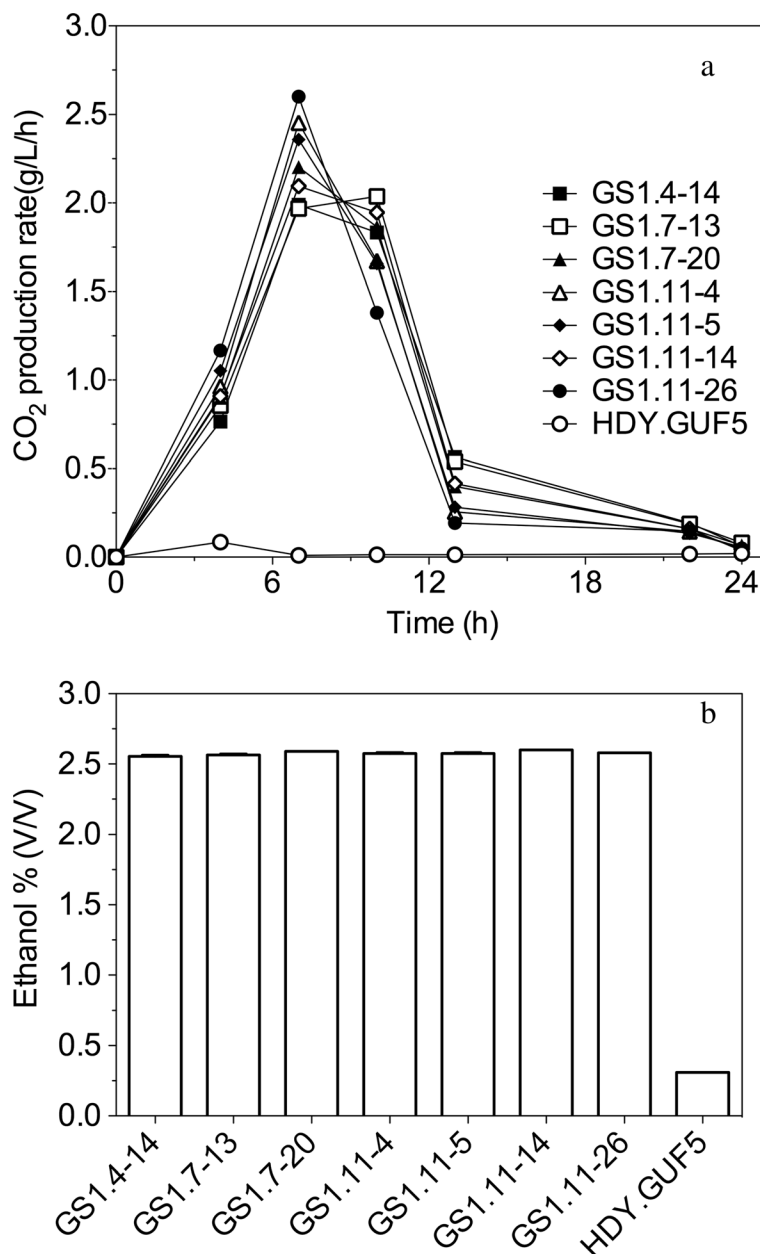 a
CO2 production rate(g/L/h)
3.0
2.5
2.0
1.5
1.0
0.5
0.0
0 6 12 18 24
Time (h)
GS1.4-14
GS1.7-13
GS1.7-20
GS1.11-4
GS1.11-5
GS1.11-14
GS1.11-26
HDY.GUF5
b
Ethanol % (V/V)
3.0
2.5
2.0
1.5
1.0
0.5
0.0
GS1.4-14
GS1.7-13
GS1.7-20
GS1.11-4
GS1.11-5
GS1.11-14
GS1.11-26
HDY.GUF5